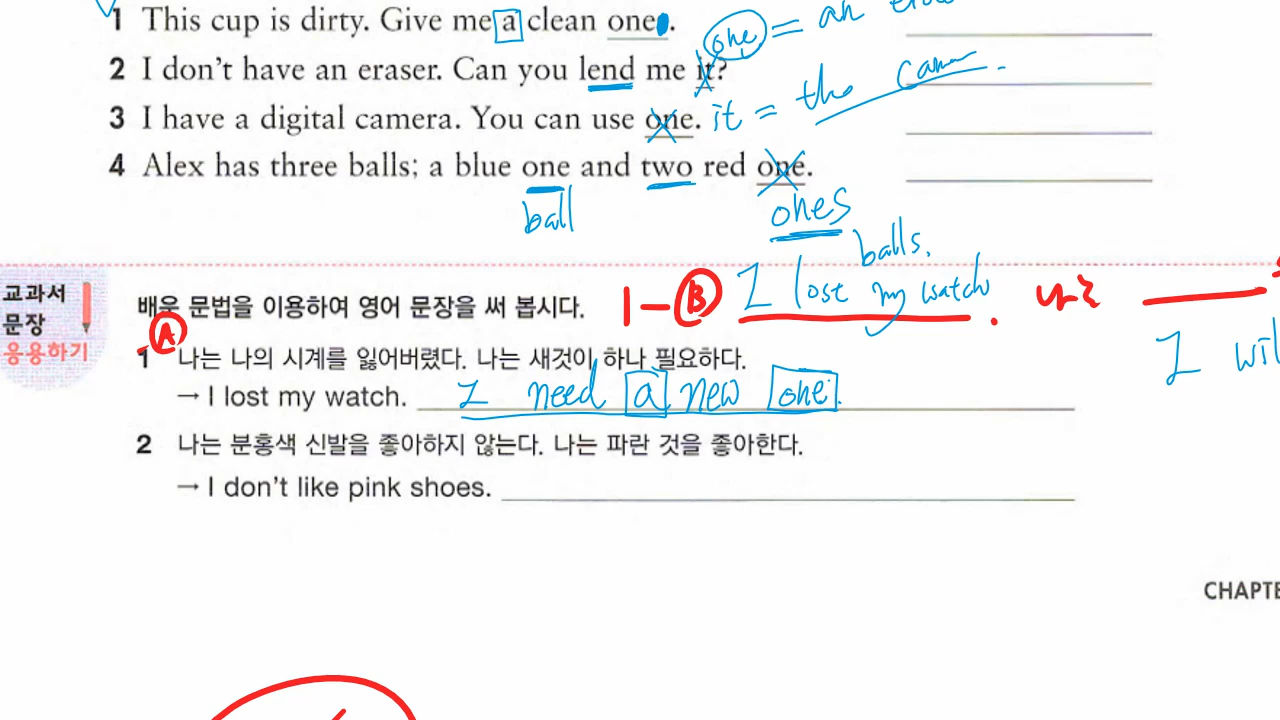 1 This cup is dirty. Give me a clean one.
one = an
2 I don't have an eraser. Can you lend me it?
3 I have a digital camera. You can use one. it = the
4 Alex has three balls; a blue one and two red one.
ball
ones
balls.
교과서
문장
응용하기
배운 문법을 이용하여 영어 문장을 써 봅시다.
1-B I lost my watch. 나는
I
A
1 나는 나의 시계를 잃어버렸다. 나는 새것이 하나 필요하다.
→ I lost my watch. I need a new one.
2 나는 분홍색 신발을 좋아하지 않는다. 나는 파란 것을 좋아한다.
→ I don't like pink shoes.